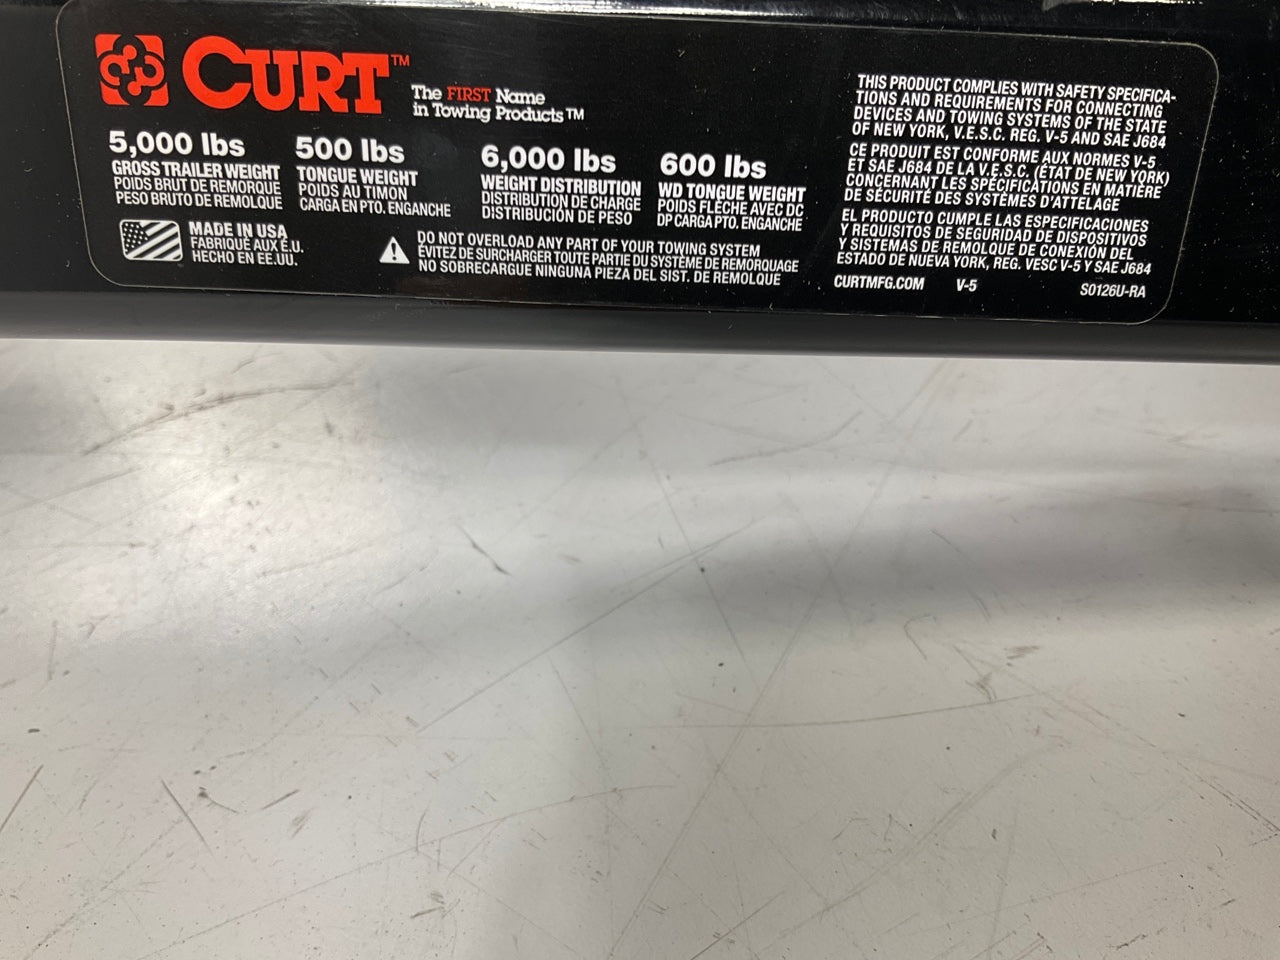 CURT™
The FIRST Name
in Towing Products™
5,000 lbs
GROSS TRAILER WEIGHT
POIDS BRUT DE REMORQUE
PESO BRUTO DE REMOLQUE
500 lbs
TONGUE WEIGHT
POIDS AU TIMON
CARGA EN PTO. ENGANCHE
6,000 lbs
WEIGHT DISTRIBUTION
DISTRIBUTION DE CHARGE
DISTRIBUCIÓN DE PESO
600 lbs
WD TONGUE WEIGHT
POIDS FLÈCHE AVEC DC
DP CARGA PTO. ENGANCHE
MADE IN USA
FABRIQUÉ AUX É.U.
HECHO EN EE.UU.
DO NOT OVERLOAD ANY PART OF YOUR TOWING SYSTEM
ÉVITEZ DE SURCHARGER TOUTE PARTIE DU SYSTÈME DE REMORQUAGE
NO SOBRECARGUE NINGUNA PIEZA DEL SIST. DE REMOLQUE
THIS PRODUCT COMPLIES WITH SAFETY SPECIFICA-
TIONS AND REQUIREMENTS FOR CONNECTING
DEVICES AND TOWING SYSTEMS OF THE STATE
OF NEW YORK, V.E.S.C. REG. V-5 AND SAE J684
CE PRODUIT EST CONFORME AUX NORMES V-5
ET SAE J684 DE LA V.E.S.C. (ÉTAT DE NEW YORK)
CONCERNANT LES SPÉCIFICATIONS EN MATIÈRE
DE SÉCURITÉ DES SYSTÈMES D'ATTELAGE
EL PRODUCTO CUMPLE LAS ESPECIFICACIONES
Y REQUISITOS DE SEGURIDAD DE DISPOSITIVOS
Y SISTEMAS DE REMOLQUE DE CONEXIÓN DEL
ESTADO DE NUEVA YORK, REG. VESC V-5 Y SAE J684
CURTMFG.COM V-5 S0126U-RA